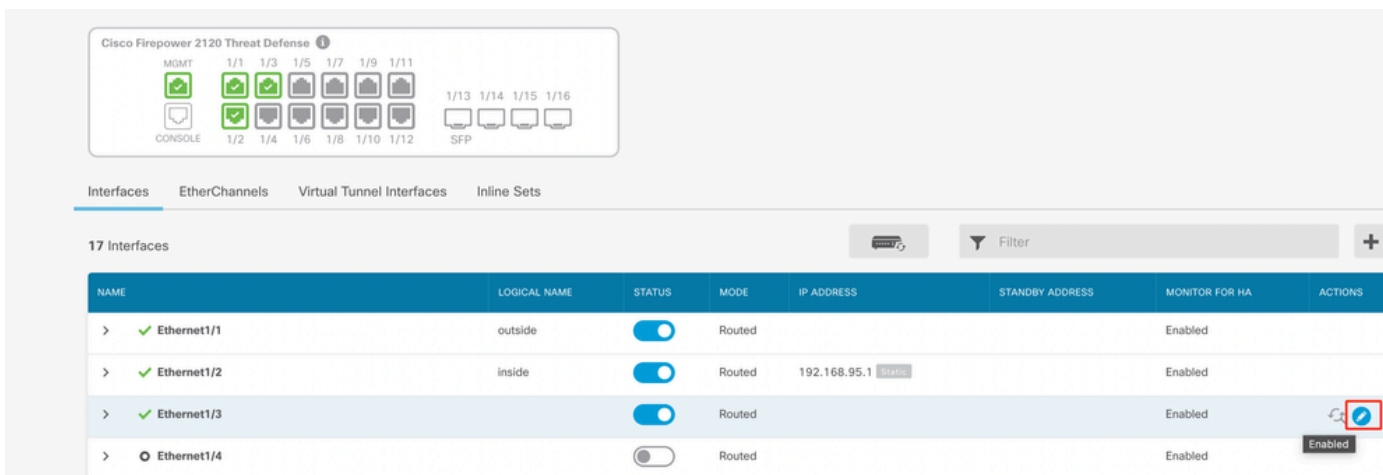 Cisco Firepower 2120 Threat Defense
MGMT 1/1 1/3 1/5 1/7 1/9 1/11
1/13 1/14 1/15 1/16
CONSOLE 1/2 1/4 1/6 1/8 1/10 1/12 SFP
Interfaces EtherChannels Virtual Tunnel Interfaces Inline Sets
17 Interfaces Filter
NAME LOGICAL NAME STATUS MODE IP ADDRESS STANDBY ADDRESS MONITOR FOR HA ACTIONS
Ethernet1/1 outside Routed Enabled
Ethernet1/2 inside Routed 192.168.95.1 Static Enabled
Ethernet1/3 Routed Enabled
Enabled
Ethernet1/4 Routed Enabled